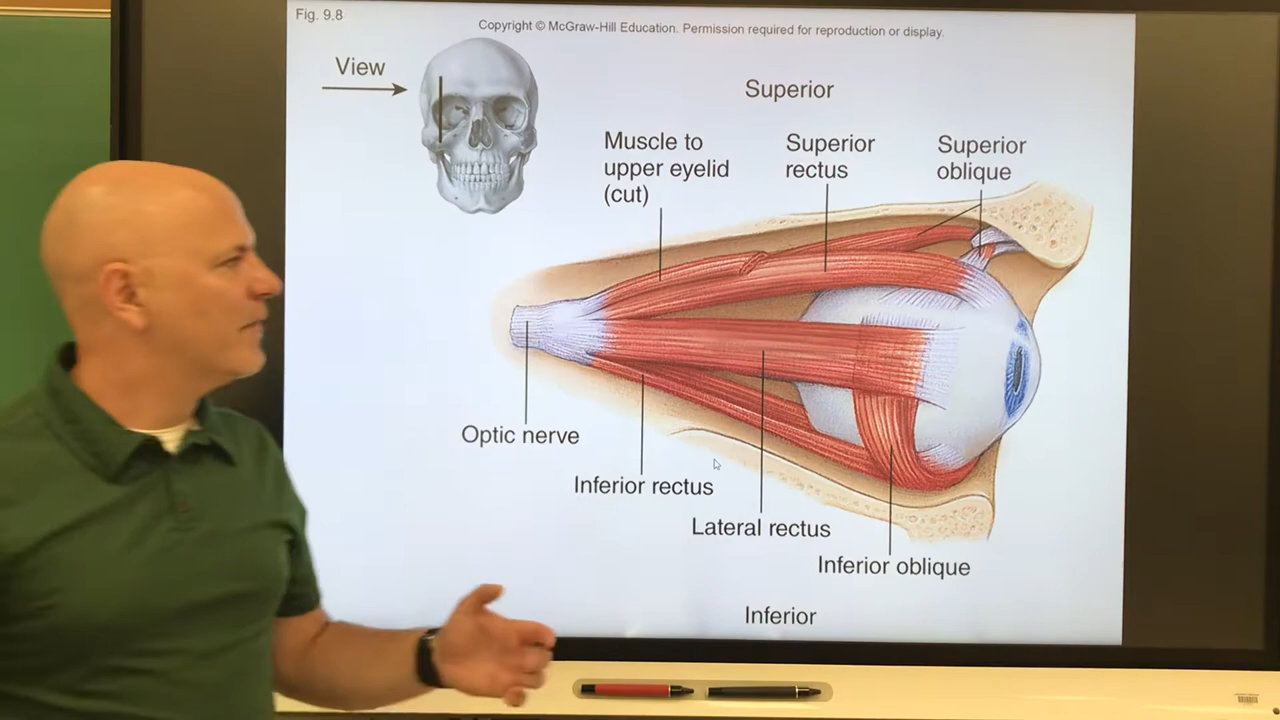 Fig. 9.8
Copyright © McGraw-Hill Education. Permission required for reproduction or display.
View
Superior
Muscle to
upper eyelid
(cut)
Superior
rectus
Superior
oblique
Optic nerve
Inferior rectus
Lateral rectus
Inferior oblique
Inferior